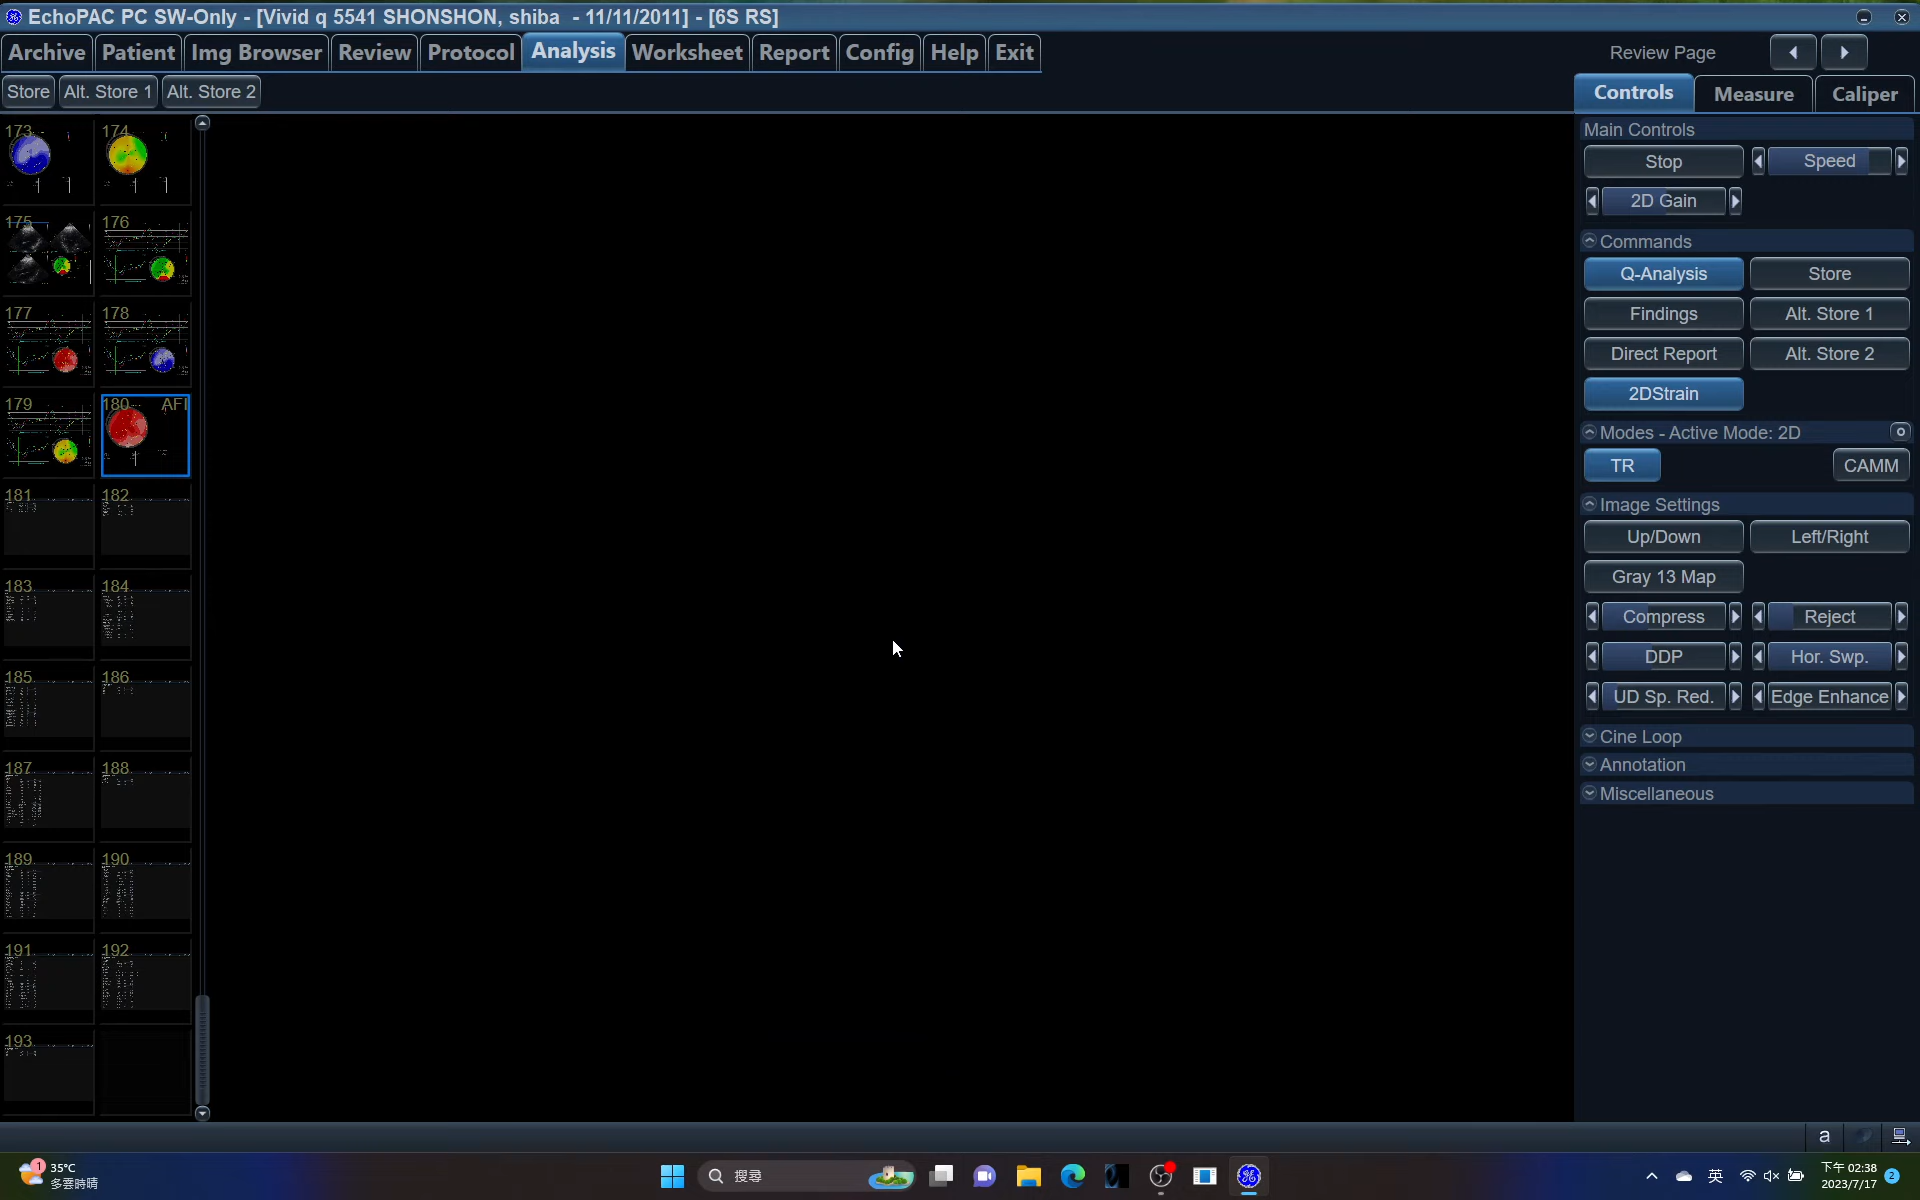 EchoPAC PC SW-Only - [Vivid q 5541 SHONSHON, shiba - 11/11/2011] - [6S RS]
Archive Patient Img Browser Review Protocol Analysis Worksheet Report Config Help Exit Review Page
Store Alt. Store 1 Alt. Store 2
Controls Measure Caliper
Main Controls
Stop Speed
2D Gain
Commands
Q-Analysis Store
Findings Alt. Store 1
Direct Report Alt. Store 2
2DStrain
Modes - Active Mode: 2D
TR CAMM
Image Settings
Up/Down Left/Right
Gray 13 Map
Compress Reject
DDP Hor. Swp.
UD Sp. Red. Edge Enhance
Cine Loop
Annotation
Miscellaneous
173 174
175 176
177 178
179 180 AFI
181 182
183 184
185 186
187 188
189 190
191 192
193
a
1
35°C
多雲時晴
搜尋
英
下午 02:38
2023/7/17
2